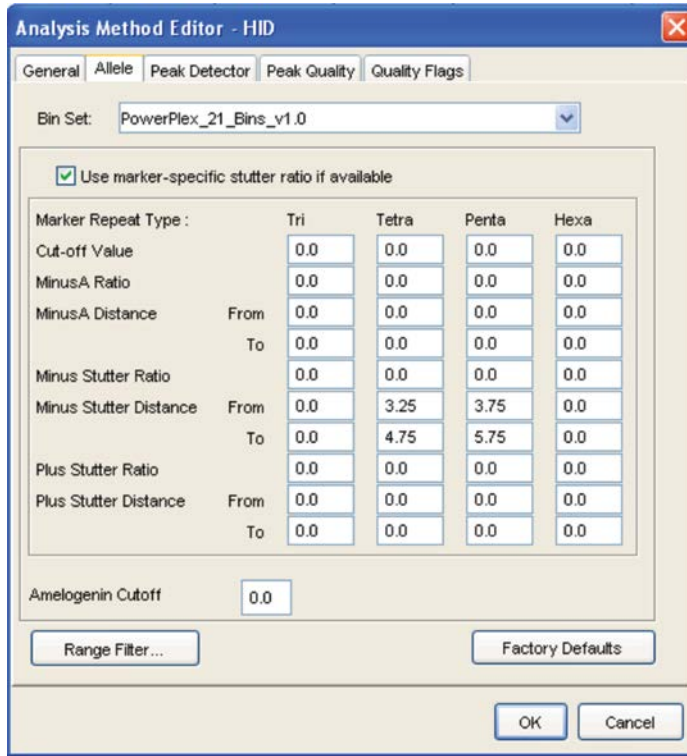 Analysis Method Editor - HID
General Allele Peak Detector Peak Quality Quality Flags
Bin Set: PowerPlex_21_Bins_v1.0
Use marker-specific stutter ratio if available
Marker Repeat Type : Tri Tetra Penta Hexa
Cut-off Value 0.0 0.0 0.0 0.0
MinusA Ratio 0.0 0.0 0.0 0.0
MinusA Distance From 0.0 0.0 0.0 0.0
To 0.0 0.0 0.0 0.0
Minus Stutter Ratio 0.0 0.0 0.0 0.0
Minus Stutter Distance From 0.0 3.25 3.75 0.0
To 0.0 4.75 5.75 0.0
Plus Stutter Ratio 0.0 0.0 0.0 0.0
Plus Stutter Distance From 0.0 0.0 0.0 0.0
To 0.0 0.0 0.0 0.0
Amelogenin Cutoff 0.0
Range Filter... Factory Defaults
OK Cancel